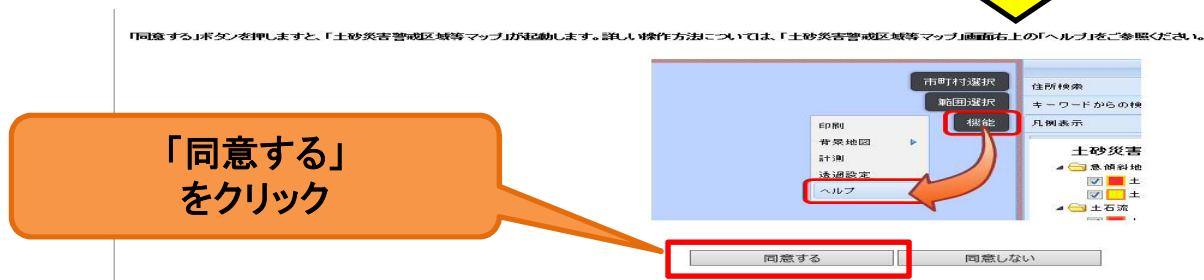 「同意する」ボタンを押しますと、「土砂災害警戒区域等マップ」が起動します。詳しい操作方法については、「土砂災害警戒区域等マップ」画面右上の「ヘルプ」をご参照ください。
市町村選択
範囲選択
機能
印刷
背景地図
計測
透過設定
ヘルプ
住所検索
キーワードからの検
凡例表示
土砂災害
急傾斜地
土
土
土石流
「同意する」
をクリック
同意する
同意しない